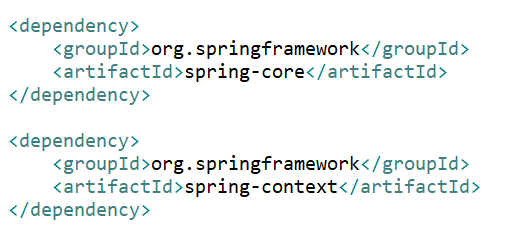 <dependency>
    <groupId>org.springframework</groupId>
    <artifactId>spring-core</artifactId>
</dependency>

<dependency>
    <groupId>org.springframework</groupId>
    <artifactId>spring-context</artifactId>
</dependency>